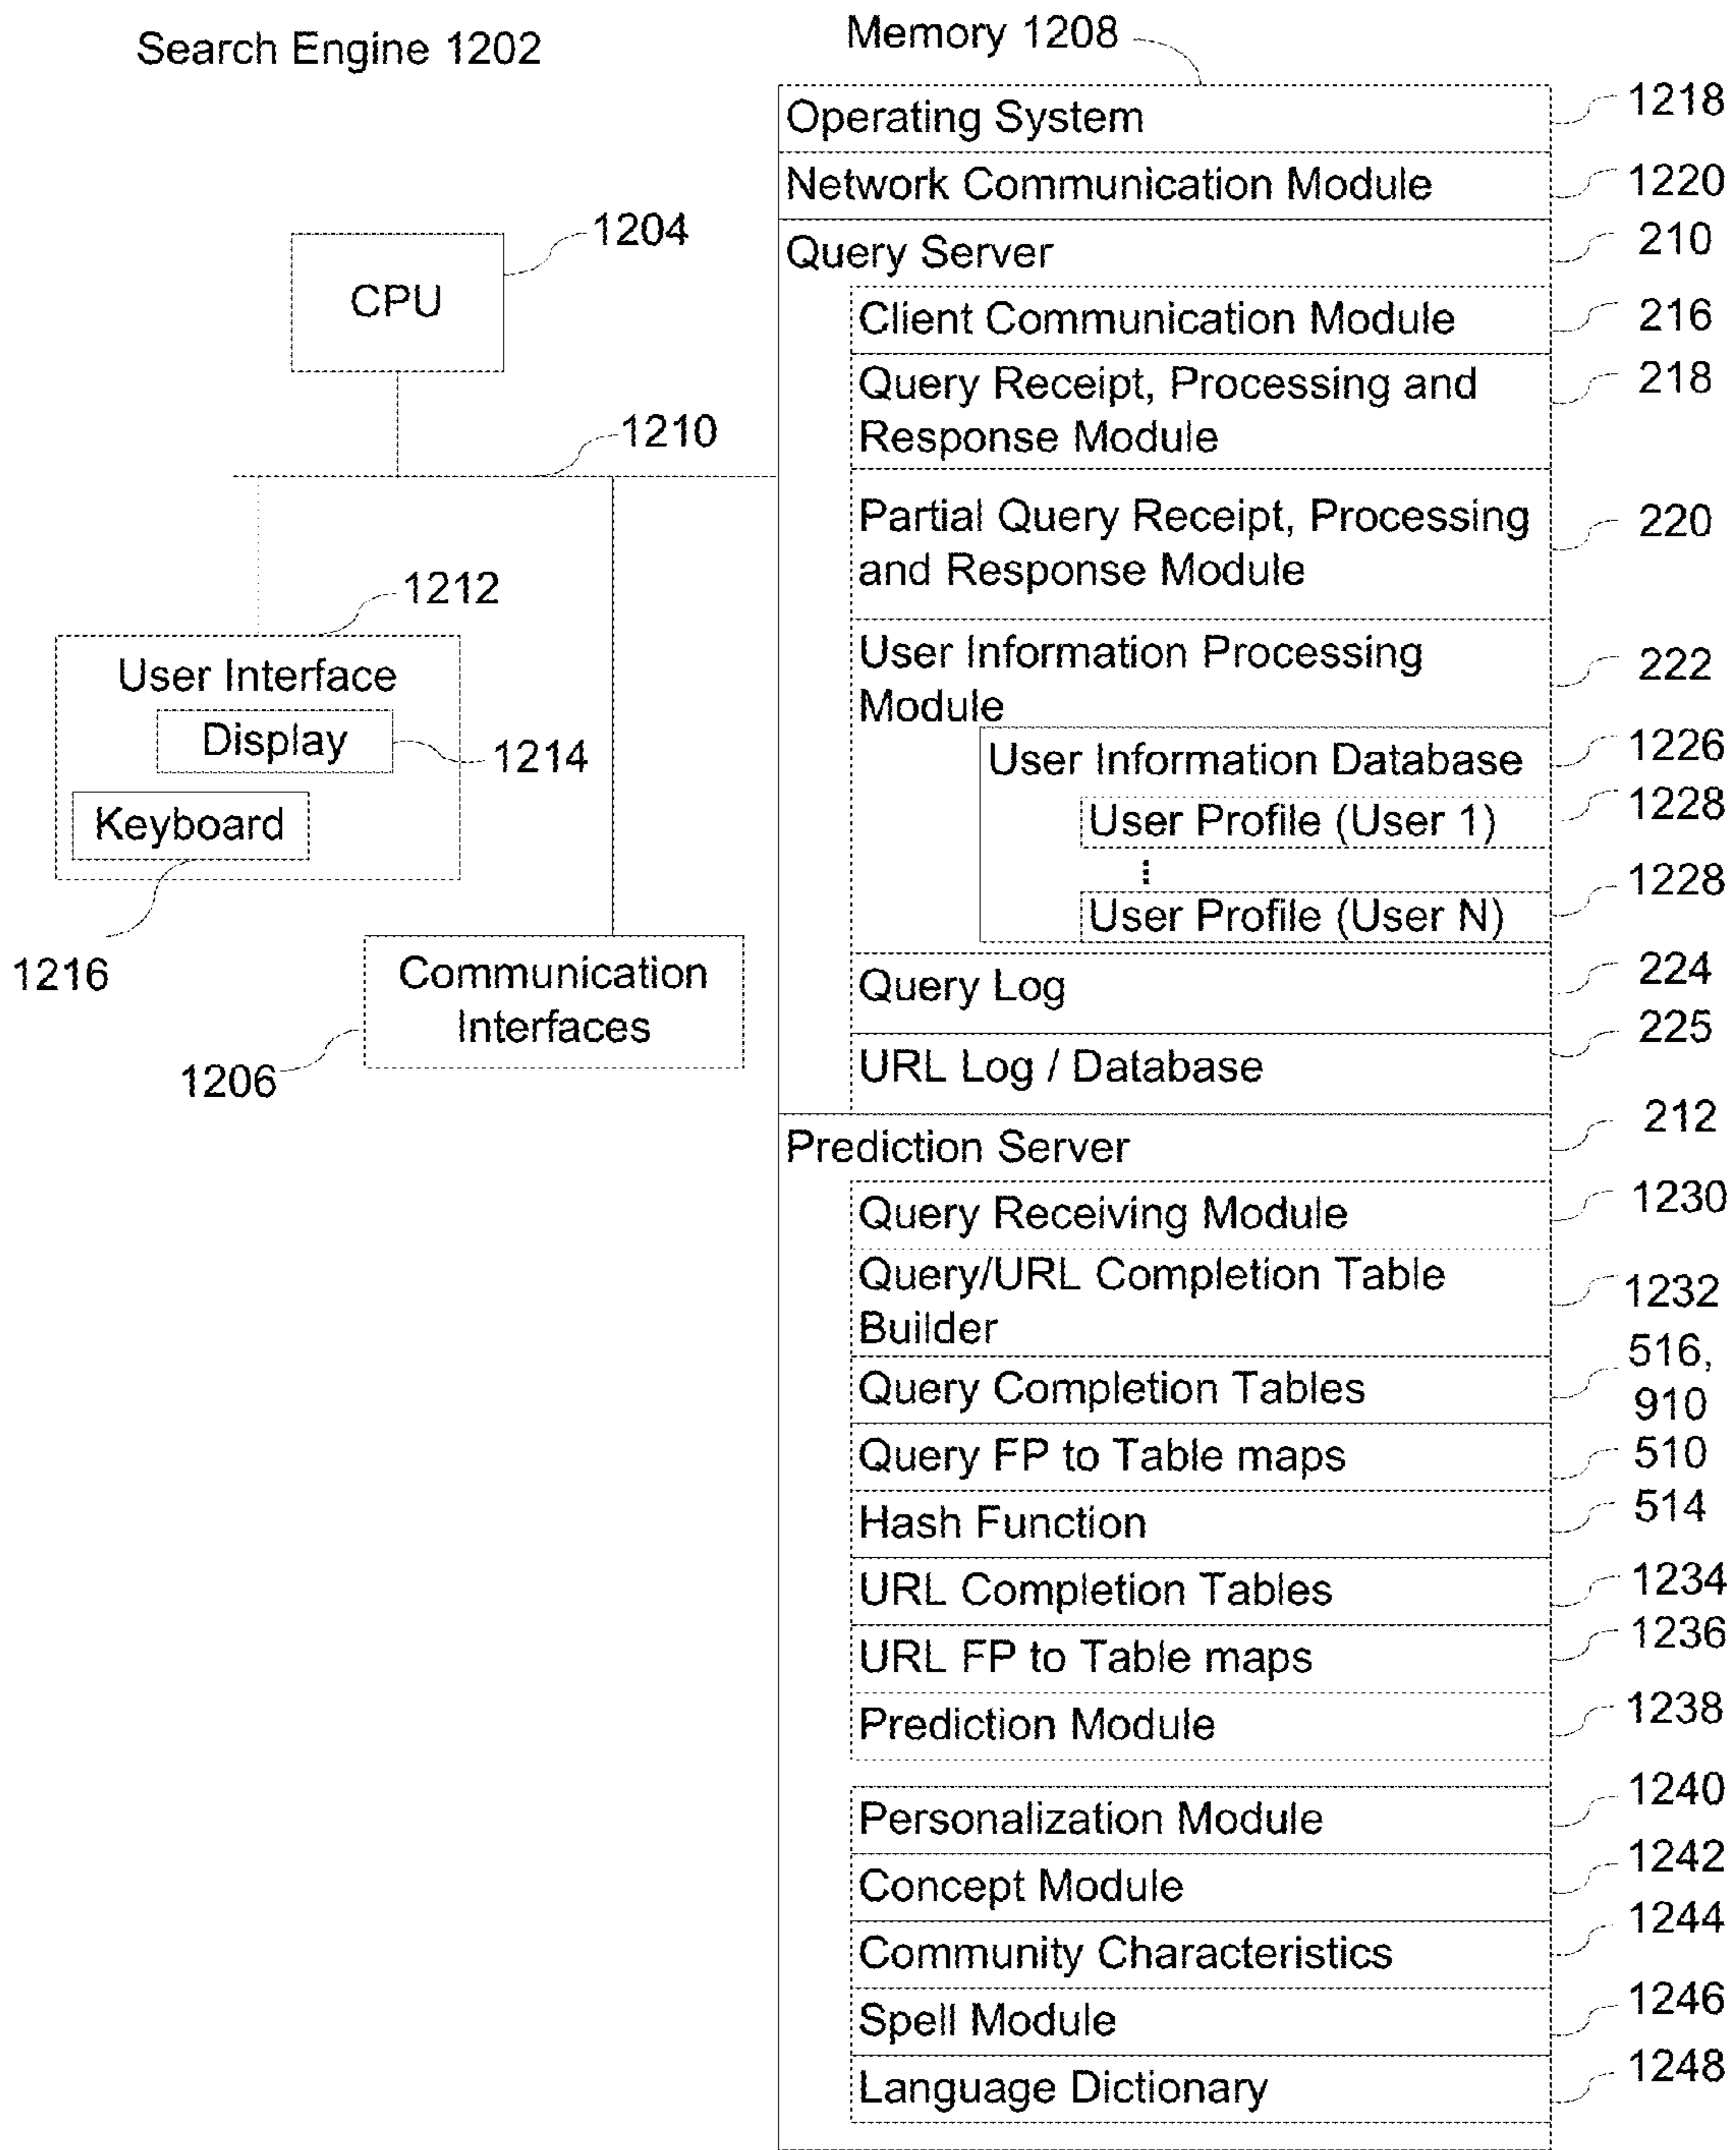 Search Engine 1202
Memory 1208
1204
CPU
1210
1212
User Interface
Display
1214
Keyboard
1216
Communication
Interfaces
1206
Operating System
1218
Network Communication Module
1220
Query Server
210
Client Communication Module
216
Query Receipt, Processing and
Response Module
218
Partial Query Receipt, Processing
and Response Module
220
User Information Processing
Module
222
User Information Database
1226
User Profile (User 1)
1228
User Profile (User N)
1228
Query Log
224
URL Log / Database
225
Prediction Server
212
Query Receiving Module
1230
Query/URL Completion Table
Builder
1232
Query Completion Tables
516,
910
Query FP to Table maps
510
Hash Function
514
URL Completion Tables
1234
URL FP to Table maps
1236
Prediction Module
1238
Personalization Module
1240
Concept Module
1242
Community Characteristics
1244
Spell Module
1246
Language Dictionary
1248